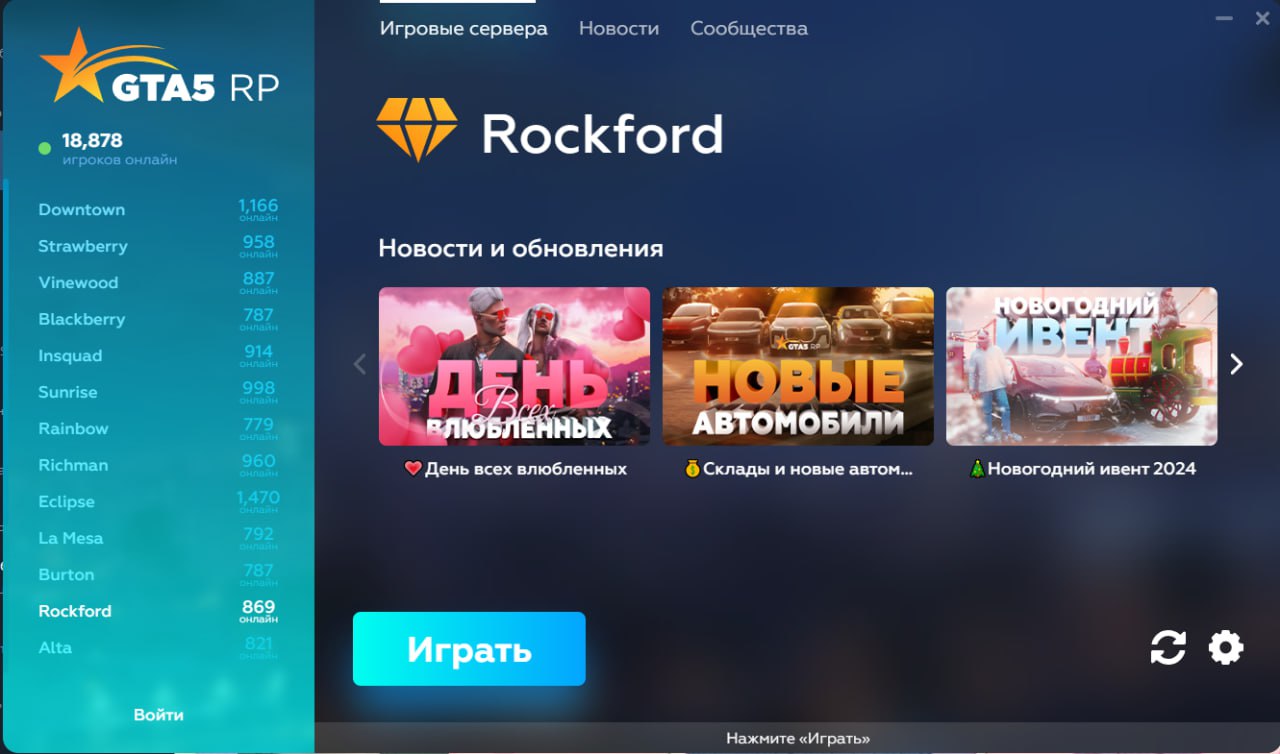 Игровые сервера
Новости
Сообщества
GTA5 RP
18,878
игроков онлайн
Downtown
1,166
онлайн
Strawberry
958
онлайн
Vinewood
887
онлайн
Blackberry
787
онлайн
Insquad
914
онлайн
Sunrise
998
онлайн
Rainbow
779
онлайн
Richman
960
онлайн
Eclipse
1,470
онлайн
La Mesa
792
онлайн
Burton
787
онлайн
Rockford
869
онлайн
Alta
821
онлайн
Войти
Rockford
Новости и обновления
ДЕНЬ
Всех
ВЛЮБЛЕННЫХ
❤️День всех влюбленных
GTA5 RP
НОВЫЕ
АВТОМОБИЛИ
💰Склады и новые автом...
НОВОГОДНИЙ
ИВЕНТ
🎄Новогодний ивент 2024
Играть
Нажмите «Играть»